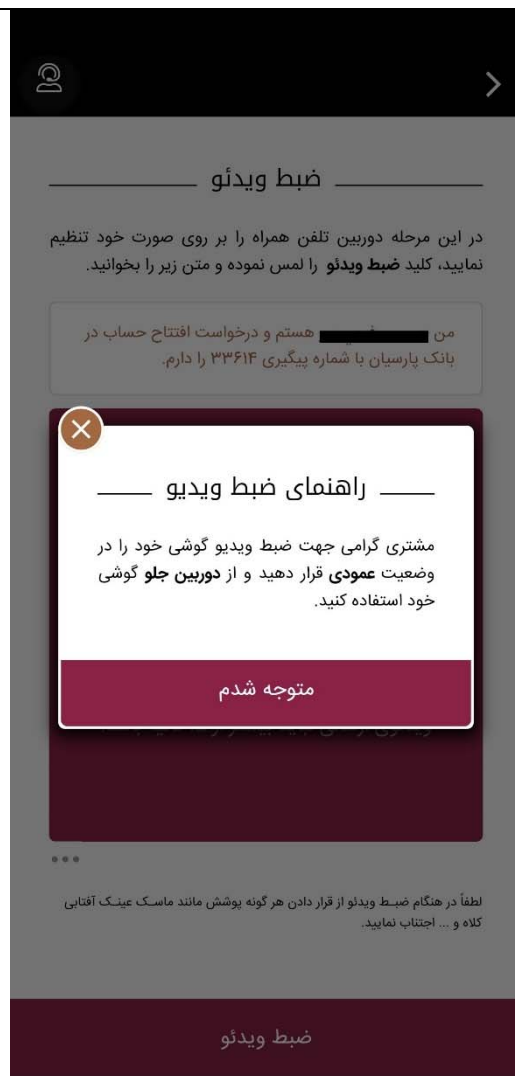 ضبط ویدئو
در این مرحله دوربین تلفن همراه را بر روی صورت خود تنظیم
نمایید، کلید ضبط ویدئو را لمس نموده و متن زیر را بخوانید.
من هستم و درخواست افتتاح حساب در
بانک پارسیان با شماره پیگیری ۳۳۶۱۴ را دارم.
راهنمای ضبط ویدیو
مشتری گرامی جهت ضبط ویدیو گوشی خود را در
وضعیت عمودی قرار دهید و از دوربین جلو گوشی
خود استفاده کنید.
متوجه شدم
لطفاً در هنگام ضبـط ویدئو از قرار دادن هر گونه پوشش مانند ماسـک عینـک آفتابی
کلاه و ... اجتناب نمایید.
ضبط ویدئو